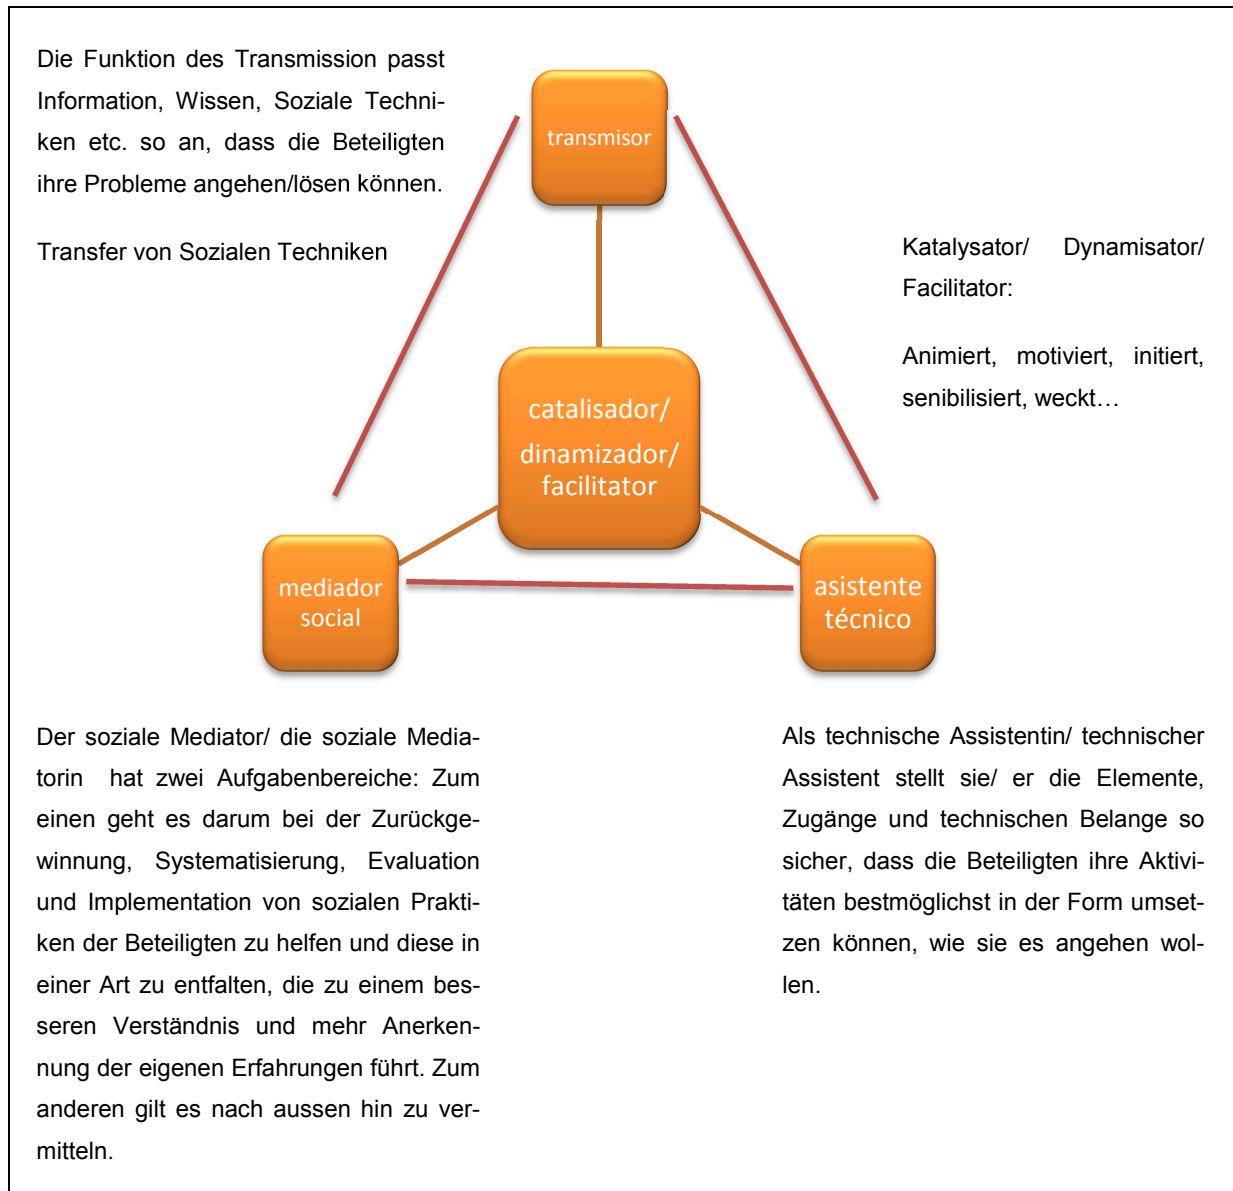 Die Funktion des Transmission passt
Information, Wissen, Soziale Techni-
ken etc. so an, dass die Beteiligten
ihre Probleme angehen/lösen können.
Transfer von Sozialen Techniken
transmisor
Katalysator/ Dynamisator/
Facilitator:
Animiert, motiviert, initiert,
senibilisiert, weckt…
catalisador/
dinamizador/
facilitator
mediador
social
asistente
técnico
Der soziale Mediator/ die soziale Media-
torin hat zwei Aufgabenbereiche: Zum
einen geht es darum bei der Zurückge-
winnung, Systematisierung, Evaluation
und Implementation von sozialen Prakti-
ken der Beteiligten zu helfen und diese in
einer Art zu entfalten, die zu einem bes-
seren Verständnis und mehr Anerken-
nung der eigenen Erfahrungen führt. Zum
anderen gilt es nach aussen hin zu ver-
mitteln.
Als technische Assistentin/ technischer
Assistent stellt sie/ er die Elemente,
Zugänge und technischen Belange so
sicher, dass die Beteiligten ihre Aktivi-
täten bestmöglichst in der Form umset-
zen können, wie sie es angehen wol-
len.